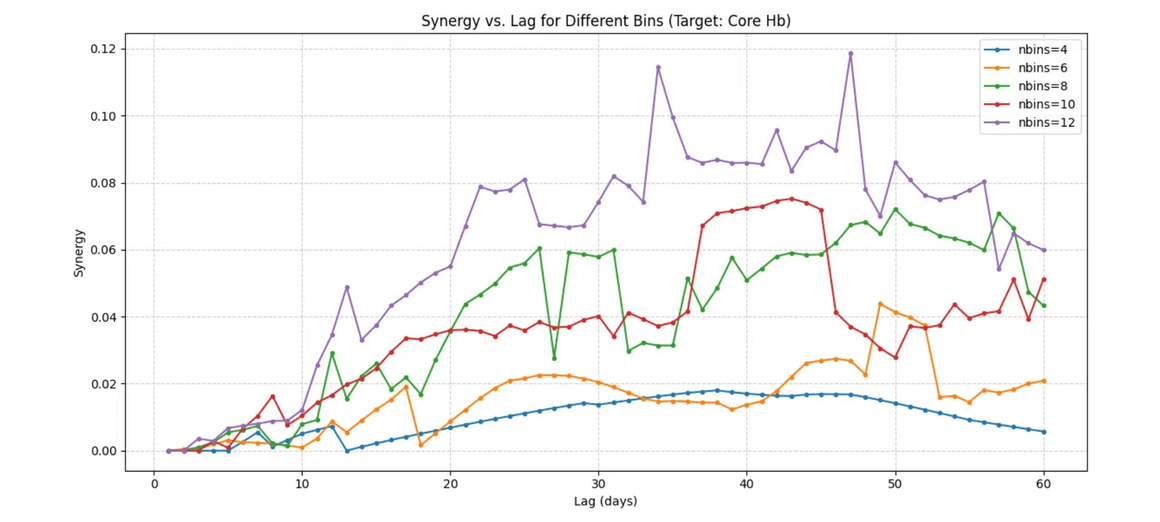 Synergy vs. Lag for Different Bins (Target: Core Hb)
0.12
0.10
0.08
0.06
0.04
0.02
0.00
Synergy
nbins=4
nbins=6
nbins=8
nbins=10
nbins=12
0 10 20 30 40 50 60
Lag (days)